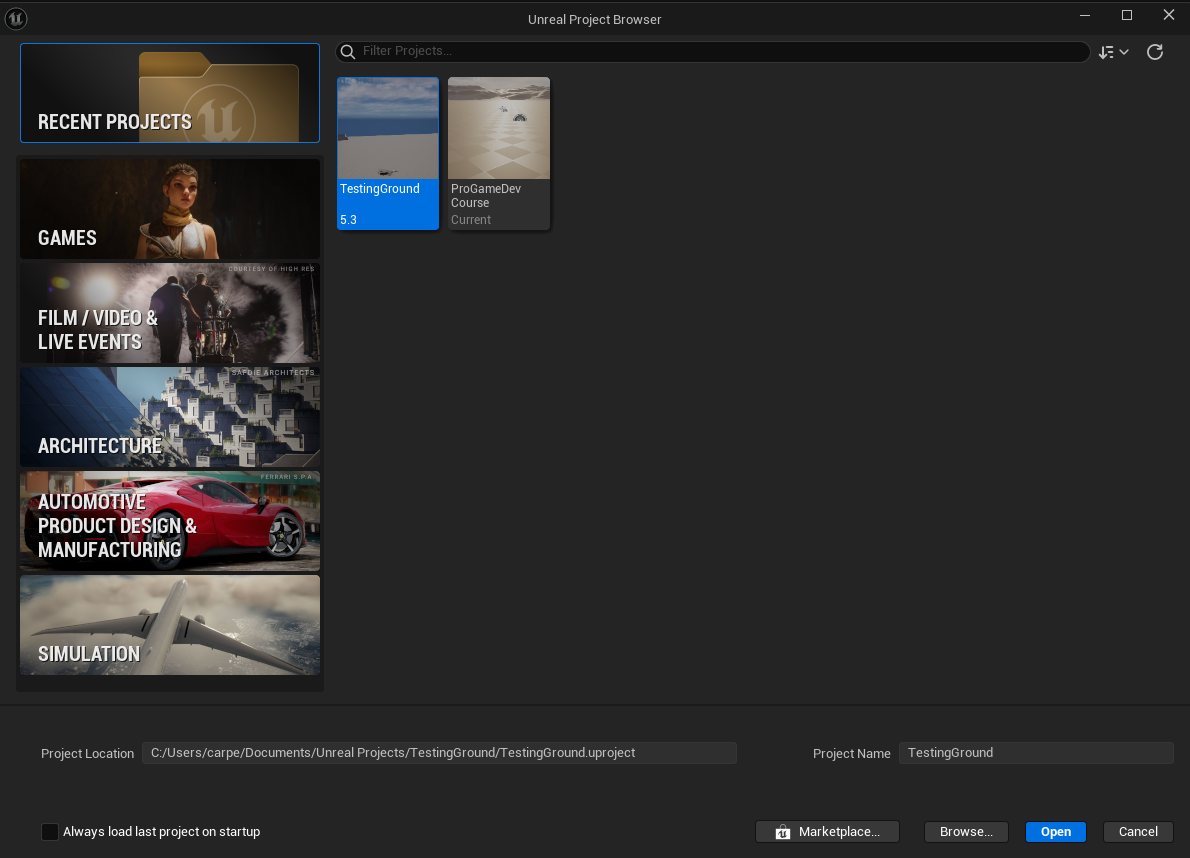 Unreal Project Browser
RECENT PROJECTS
GAMES
COURTESY OF HIGH RES
FILM / VIDEO &
LIVE EVENTS
SAFDIE ARCHITECTS
ARCHITECTURE
FERRARI S.P.A
AUTOMOTIVE
PRODUCT DESIGN &
MANUFACTURING
SIMULATION
Filter Projects...
TestingGround
5.3
ProGameDev
Course
Current
Project Location
C:/Users/carpe/Documents/Unreal Projects/TestingGround/TestingGround.uproject
Project Name
TestingGround
Always load last project on startup
Marketplace...
Browse...
Open
Cancel